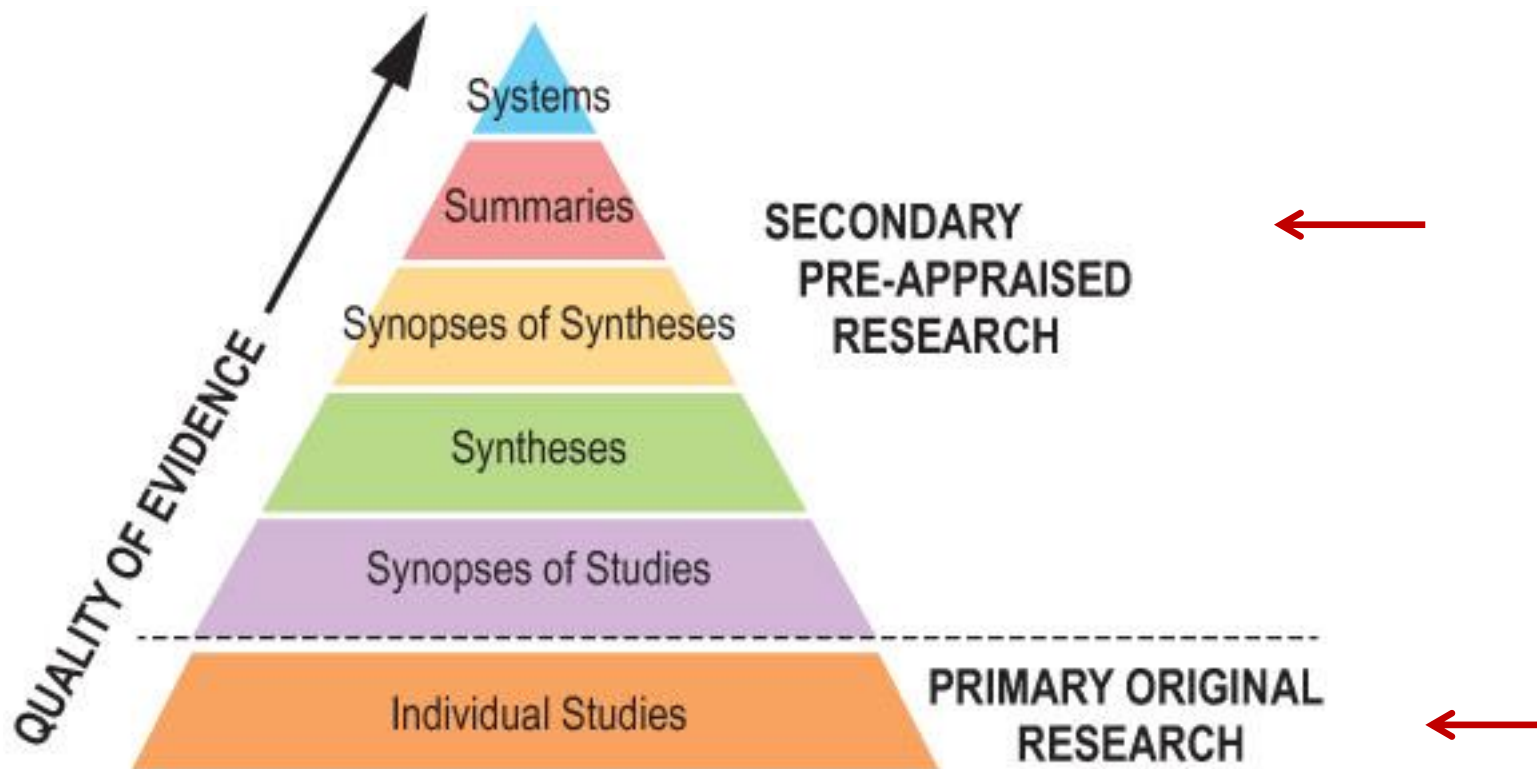 Systems
Summaries
SECONDARY
PRE-APPRAISED
RESEARCH
Synopses of Syntheses
Syntheses
Synopses of Studies
QUALITY OF EVIDENCE
Individual Studies
PRIMARY ORIGINAL
RESEARCH